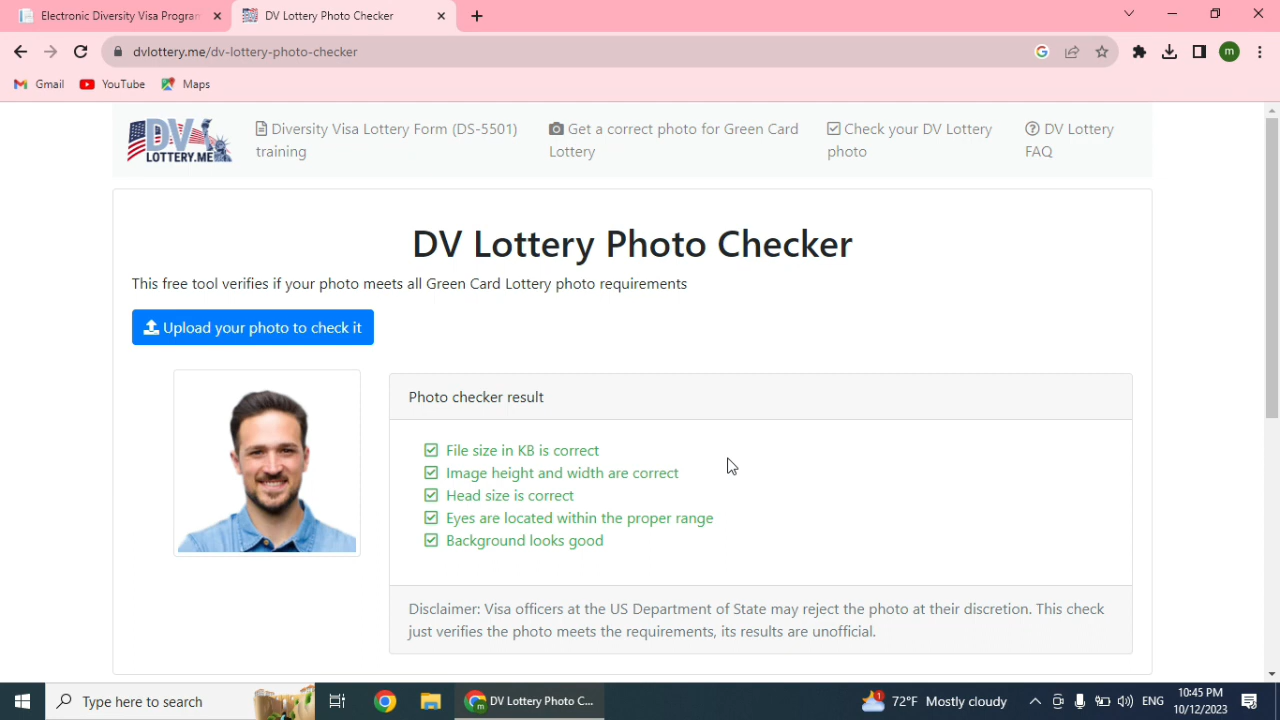 Electronic Diversity Visa Progran
DV Lottery Photo Checker
dvlottery.me/dv-lottery-photo-checker
m
Gmail
YouTube
Maps
DV
LOTTERY.ME
Diversity Visa Lottery Form (DS-5501)
training
Get a correct photo for Green Card
Lottery
Check your DV Lottery
photo
DV Lottery
FAQ
DV Lottery Photo Checker
This free tool verifies if your photo meets all Green Card Lottery photo requirements
Upload your photo to check it
Photo checker result
File size in KB is correct
Image height and width are correct
Head size is correct
Eyes are located within the proper range
Background looks good
Disclaimer: Visa officers at the US Department of State may reject the photo at their discretion. This check
just verifies the photo meets the requirements, its results are unofficial.
Type here to search
m
DV Lottery Photo C...
1
72°F Mostly cloudy
ENG
10:45 PM
10/12/2023